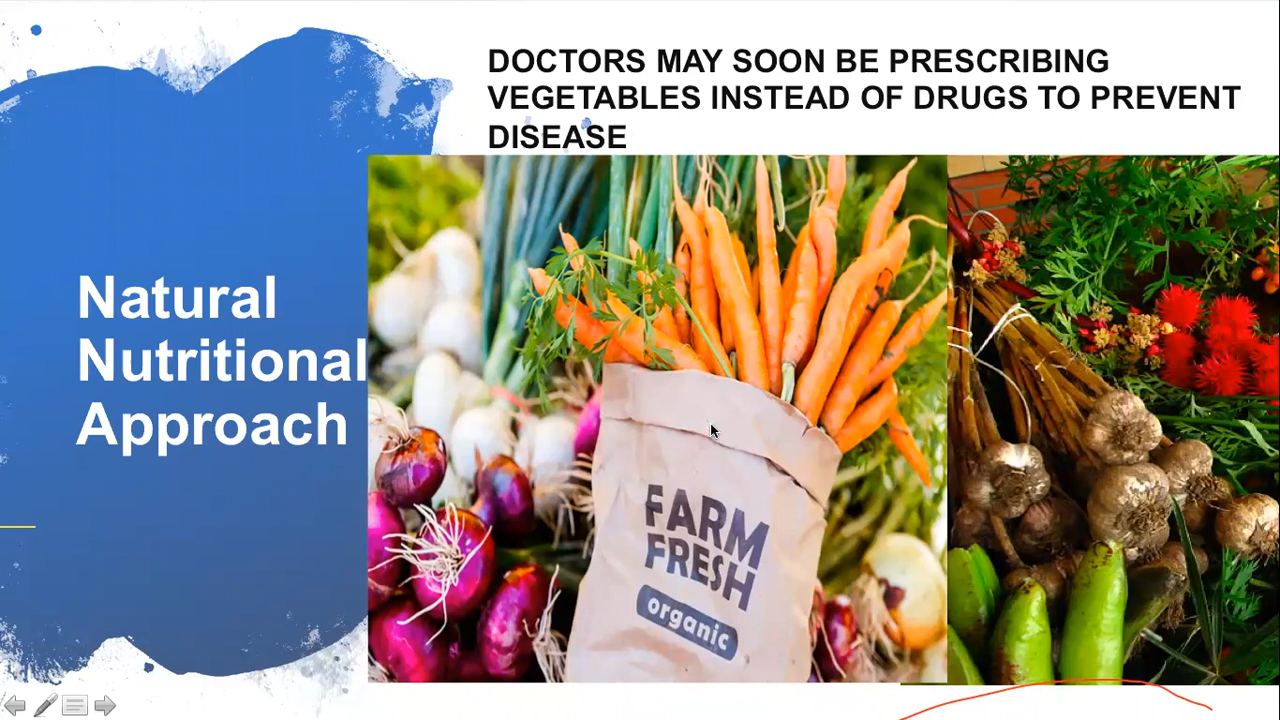 DOCTORS MAY SOON BE PRESCRIBING
VEGETABLES INSTEAD OF DRUGS TO PREVENT
DISEASE
Natural
Nutritional
Approach
FARM
FRESH
organic